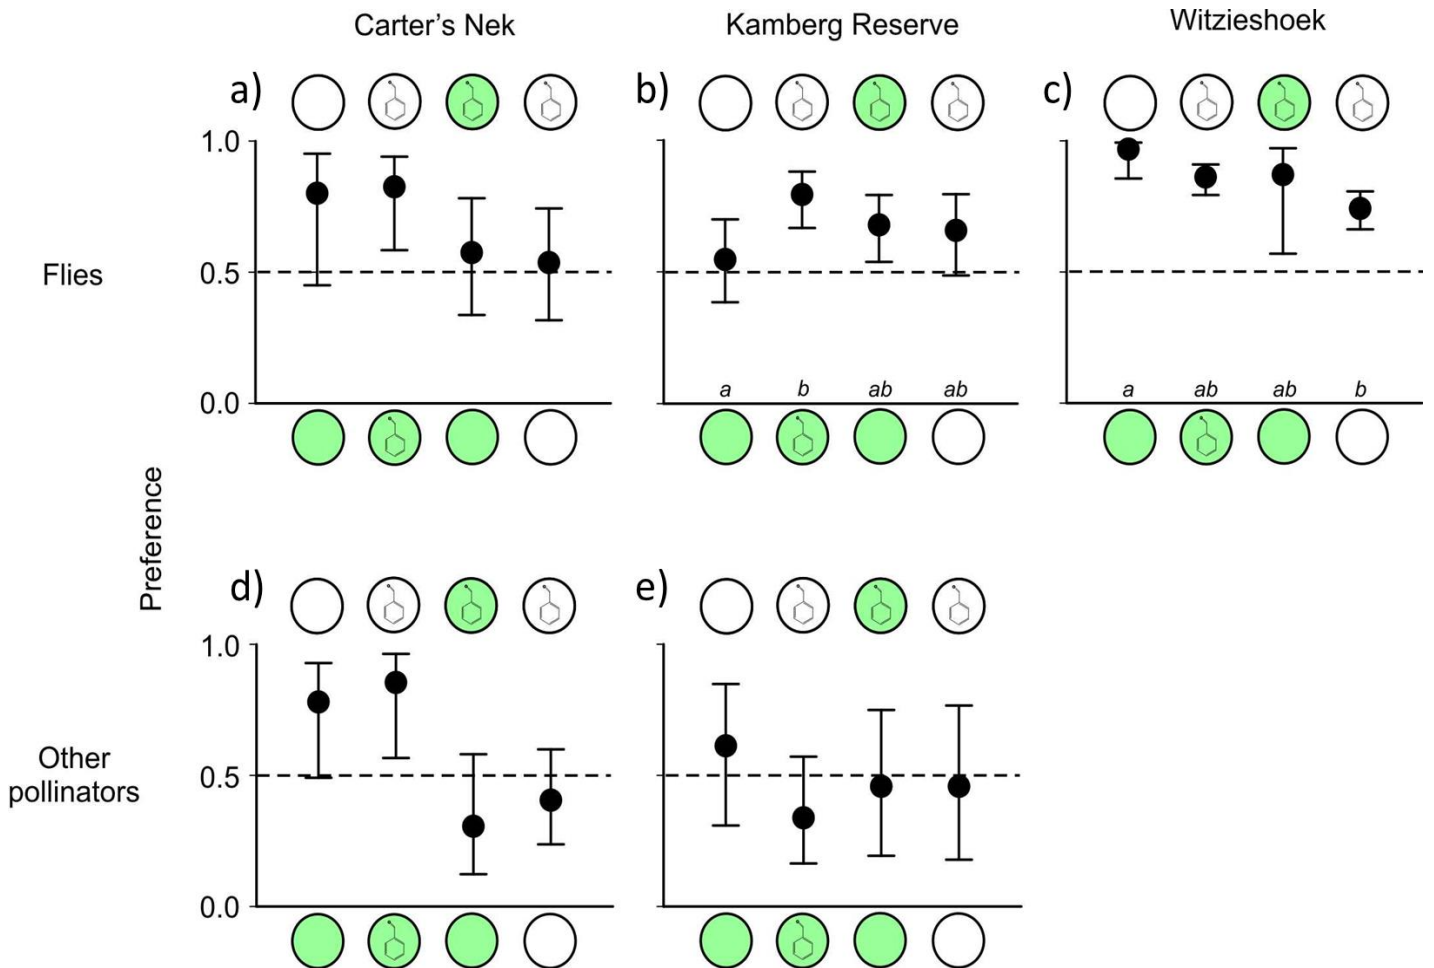 Carter’s Nek
Kamberg Reserve
Witzieshoek
a)
b)
c)
1.0
0.5
0.0
Flies
a b ab ab
a ab ab b
Preference
d)
e)
1.0
0.5
0.0
Other
pollinators